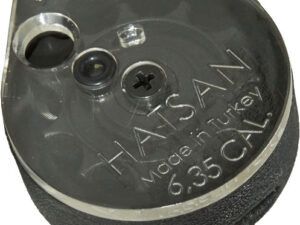 HATSAN
Made in Turkey
6,35 CAL.